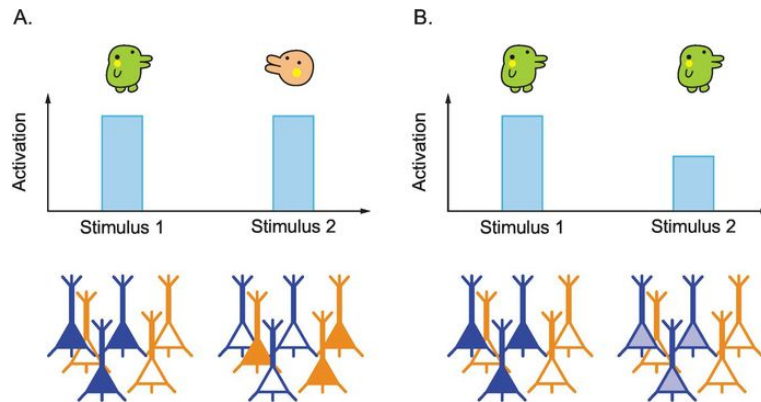 A.
B.
Activation
Stimulus 1
Stimulus 2
Activation
Stimulus 1
Stimulus 2